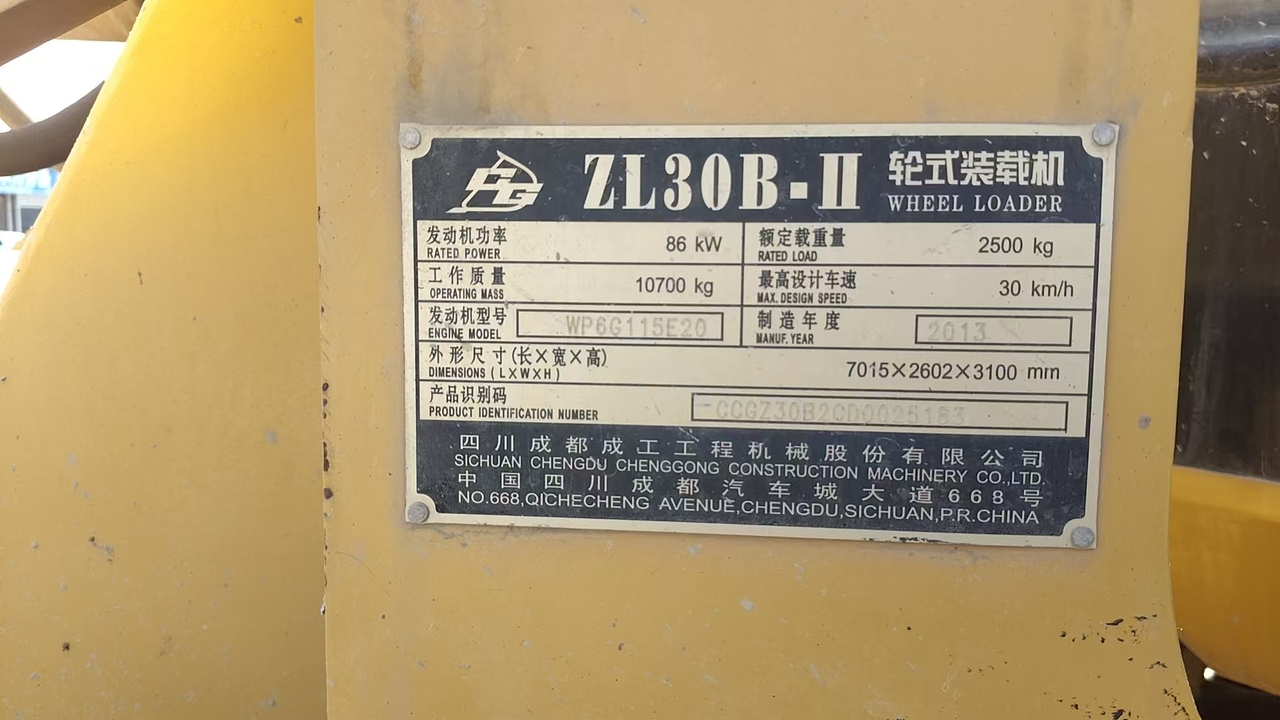 CG ZL30B-II 轮式装载机
WHEEL LOADER
发动机功率 86 kW 额定载重量 2500 kg
RATED POWER RATED LOAD
工作质量 10700 kg 最高设计车速 30 km/h
OPERATING MASS MAX. DESIGN SPEED
发动机型号 WP6G115E20 制造年度 2013
ENGINE MODEL MANUF. YEAR
外形尺寸(长×宽×高) 7015×2602×3100 mm
DIMENSIONS (L×W×H)
产品识别码 CCGZ30B2CD0025183
PRODUCT IDENTIFICATION NUMBER
四川成都成工工程机械股份有限公司
SICHUAN CHENGDU CHENGGONG CONSTRUCTION MACHINERY CO.,LTD.
中国四川成都汽车城大道668号
NO.668,QICHECHENG AVENUE,CHENGDU,SICHUAN,P.R.CHINA